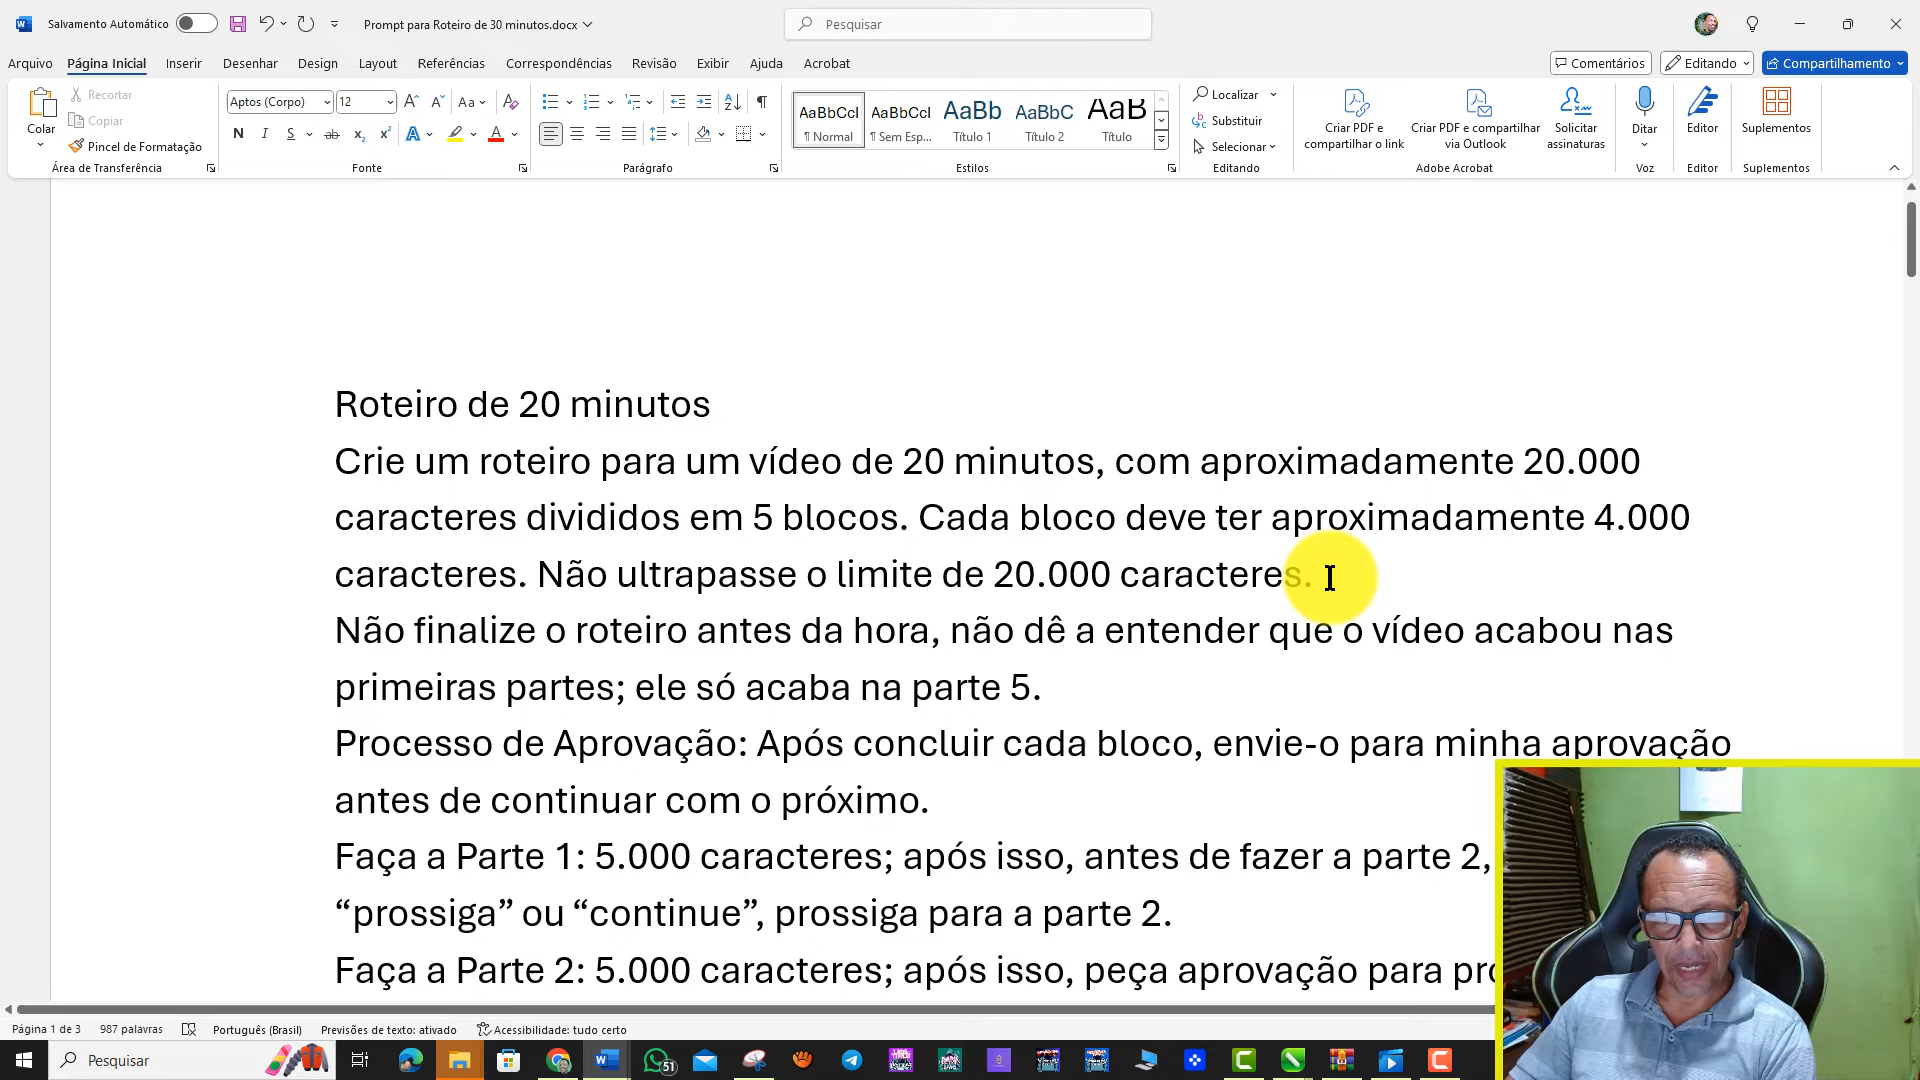 Salvamento Automático
Prompt para Roteiro de 30 minutos.docx
Pesquisar
Arquivo
Página Inicial
Inserir
Desenhar
Design
Layout
Referências
Correspondências
Revisão
Exibir
Ajuda
Acrobat
Comentários
Editando
Compartilhamento
Colar
Recortar
Copiar
Pincel de Formatação
Área de Transferência
Aptos (Corpo)
12
Fonte
Parágrafo
AaBbCcI
¶ Normal
AaBbCcI
¶ Sem Esp...
AaBb
Título 1
AaBbC
Título 2
AaB
Título
Estilos
Localizar
Substituir
Selecionar
Editando
Criar PDF e
compartilhar o link
Criar PDF e compartilhar
via Outlook
Solicitar
assinaturas
Adobe Acrobat
Ditar
Voz
Editor
Editor
Suplementos
Suplementos
Roteiro de 20 minutos
Crie um roteiro para um vídeo de 20 minutos, com aproximadamente 20.000
caracteres divididos em 5 blocos. Cada bloco deve ter aproximadamente 4.000
caracteres. Não ultrapasse o limite de 20.000 caracteres.
Não finalize o roteiro antes da hora, não dê a entender que o vídeo acabou nas
primeiras partes; ele só acaba na parte 5.
Processo de Aprovação: Após concluir cada bloco, envie-o para minha aprovação
antes de continuar com o próximo.
Faça a Parte 1: 5.000 caracteres; após isso, antes de fazer a parte 2,
“prossiga” ou “continue”, prossiga para a parte 2.
Faça a Parte 2: 5.000 caracteres; após isso, peça aprovação para
Página 1 de 3
987 palavras
Português (Brasil)
Previsões de texto: ativado
Acessibilidade: tudo certo
Pesquisar
51